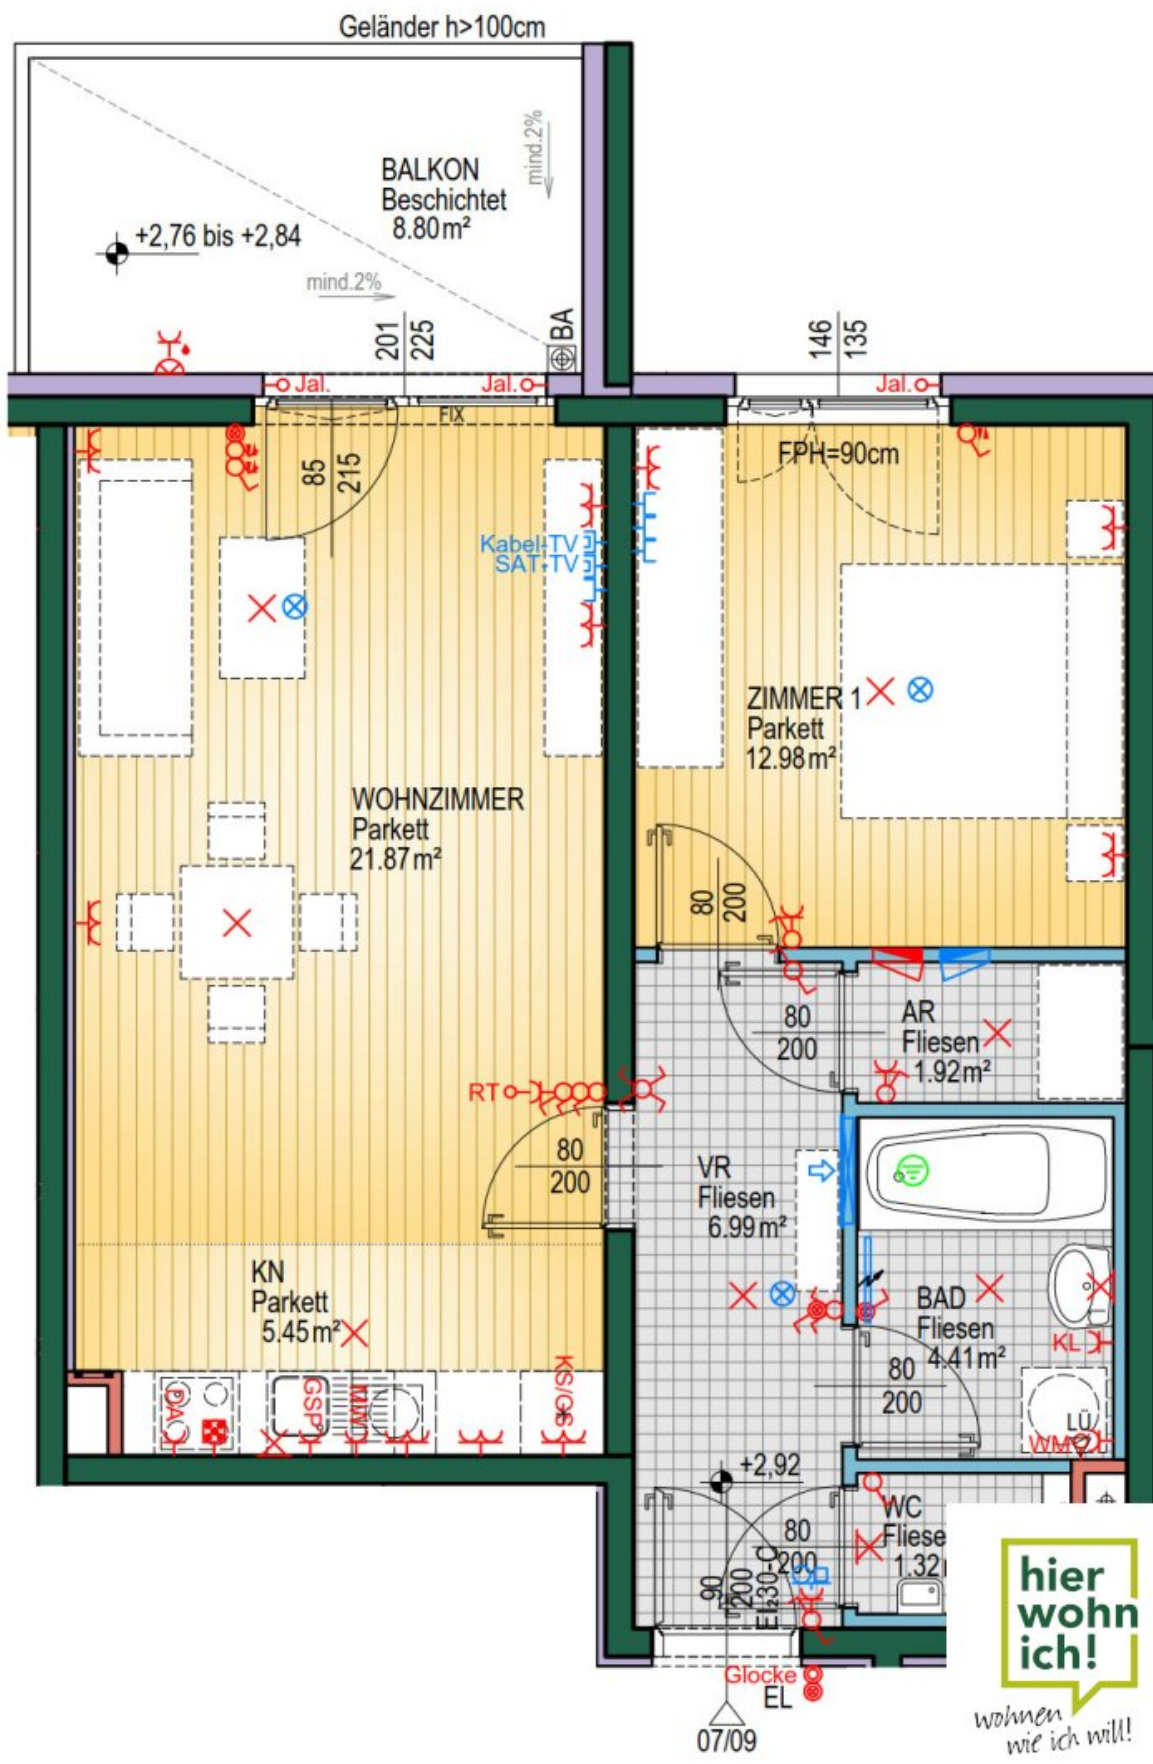 Geländer h>100cm
BALKON
Beschichtet
8.80m²
mind.2%
+2,76 bis +2,84
mind.2%
BA
201
225
146
135
Jal.
Jal.
Jal.
FIX
85
215
FPH=90cm
Kabel-TV
SAT-TV
ZIMMER 1
Parkett
12.98m²
WOHNZIMMER
Parkett
21.87m²
80
200
80
200
AR
Fliesen
1.92m²
RT
80
200
VR
Fliesen
6.99m²
KN
Parkett
5.45m²
BAD
Fliesen
4.41m²
KL
80
200
DA
GSP
MW
KS/GS
LÜ
WM
+2,92
WC
Fliese
1.32
80
200
90
200
EI₂30-C
Glocke
EL
07/09
hier
wohn
ich!
wohnen
wie ich will!